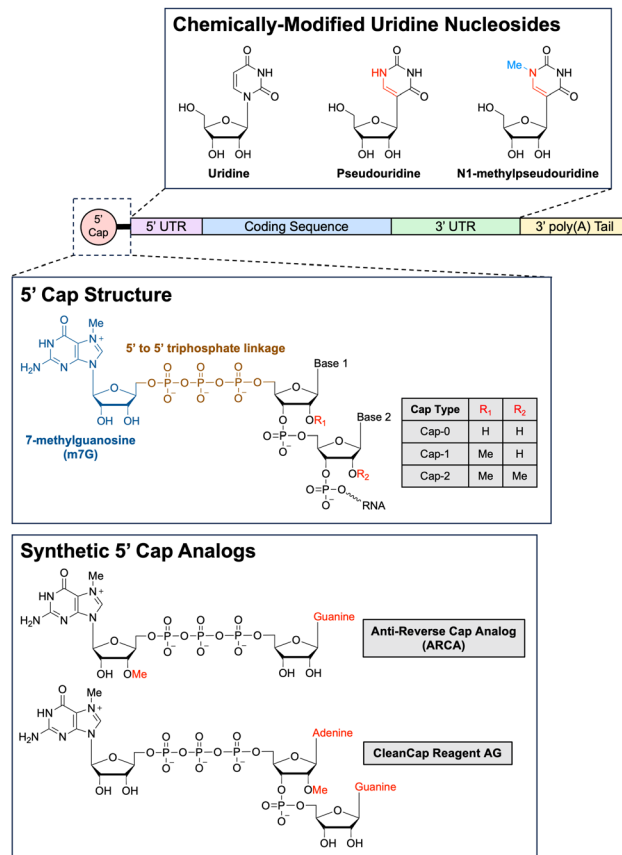 Chemically-Modified Uridine Nucleosides
O
NH
N
O
HO
O
OH OH
Uridine
O
HN
NH
O
HO
O
OH OH
Pseudouridine
Me
O
N
NH
O
HO
O
OH OH
N1-methylpseudouridine
5’
Cap
5’ UTR
Coding Sequence
3’ UTR
3’ poly(A) Tail
5’ Cap Structure
O Me
HN N+
H₂N N N
5’ to 5’ triphosphate linkage
Base 1
O O O
O O–P–O–P–O–P–O O
O⁻ O⁻ O⁻
OH OH
7-methylguanosine
(m7G)
O OR₁
O=P–O
O⁻
Base 2
O
O OR₂
O=P–O
O⁻ RNA
Cap Type R₁ R₂
Cap-0 H H
Cap-1 Me H
Cap-2 Me Me
Synthetic 5’ Cap Analogs
O Me
HN N+
H₂N N N
Guanine
O O O
O O–P–O–P–O–P–O O
O⁻ O⁻ O⁻
OH OMe
OH OH
Anti-Reverse Cap Analog
(ARCA)
O Me
HN N+
H₂N N N
Adenine
O O O
O O–P–O–P–O–P–O O
O⁻ O⁻ O⁻
OH OH
O OMe
O=P–O
O⁻
Guanine
O
OH OH
CleanCap Reagent AG